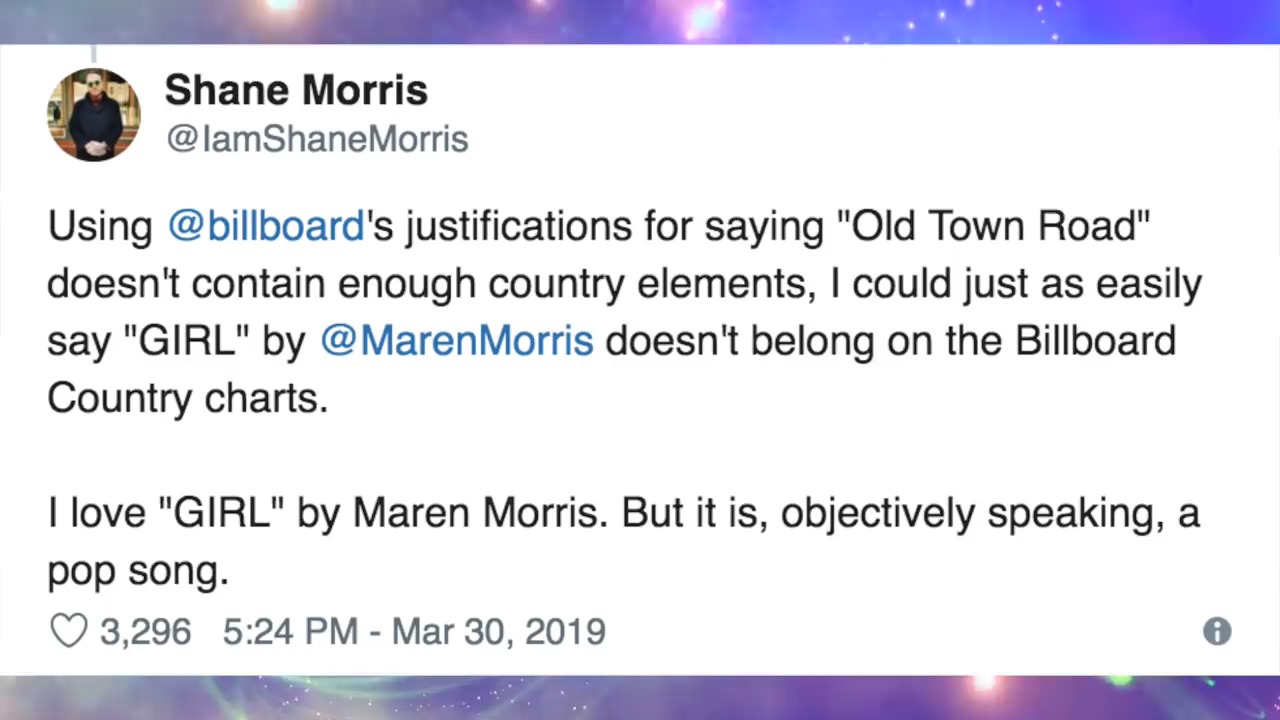 Shane Morris
@IamShaneMorris
Using @billboard's justifications for saying "Old Town Road"
doesn't contain enough country elements, I could just as easily
say "GIRL" by @MarenMorris doesn't belong on the Billboard
Country charts.
I love "GIRL" by Maren Morris. But it is, objectively speaking, a
pop song.
3,296 5:24 PM - Mar 30, 2019